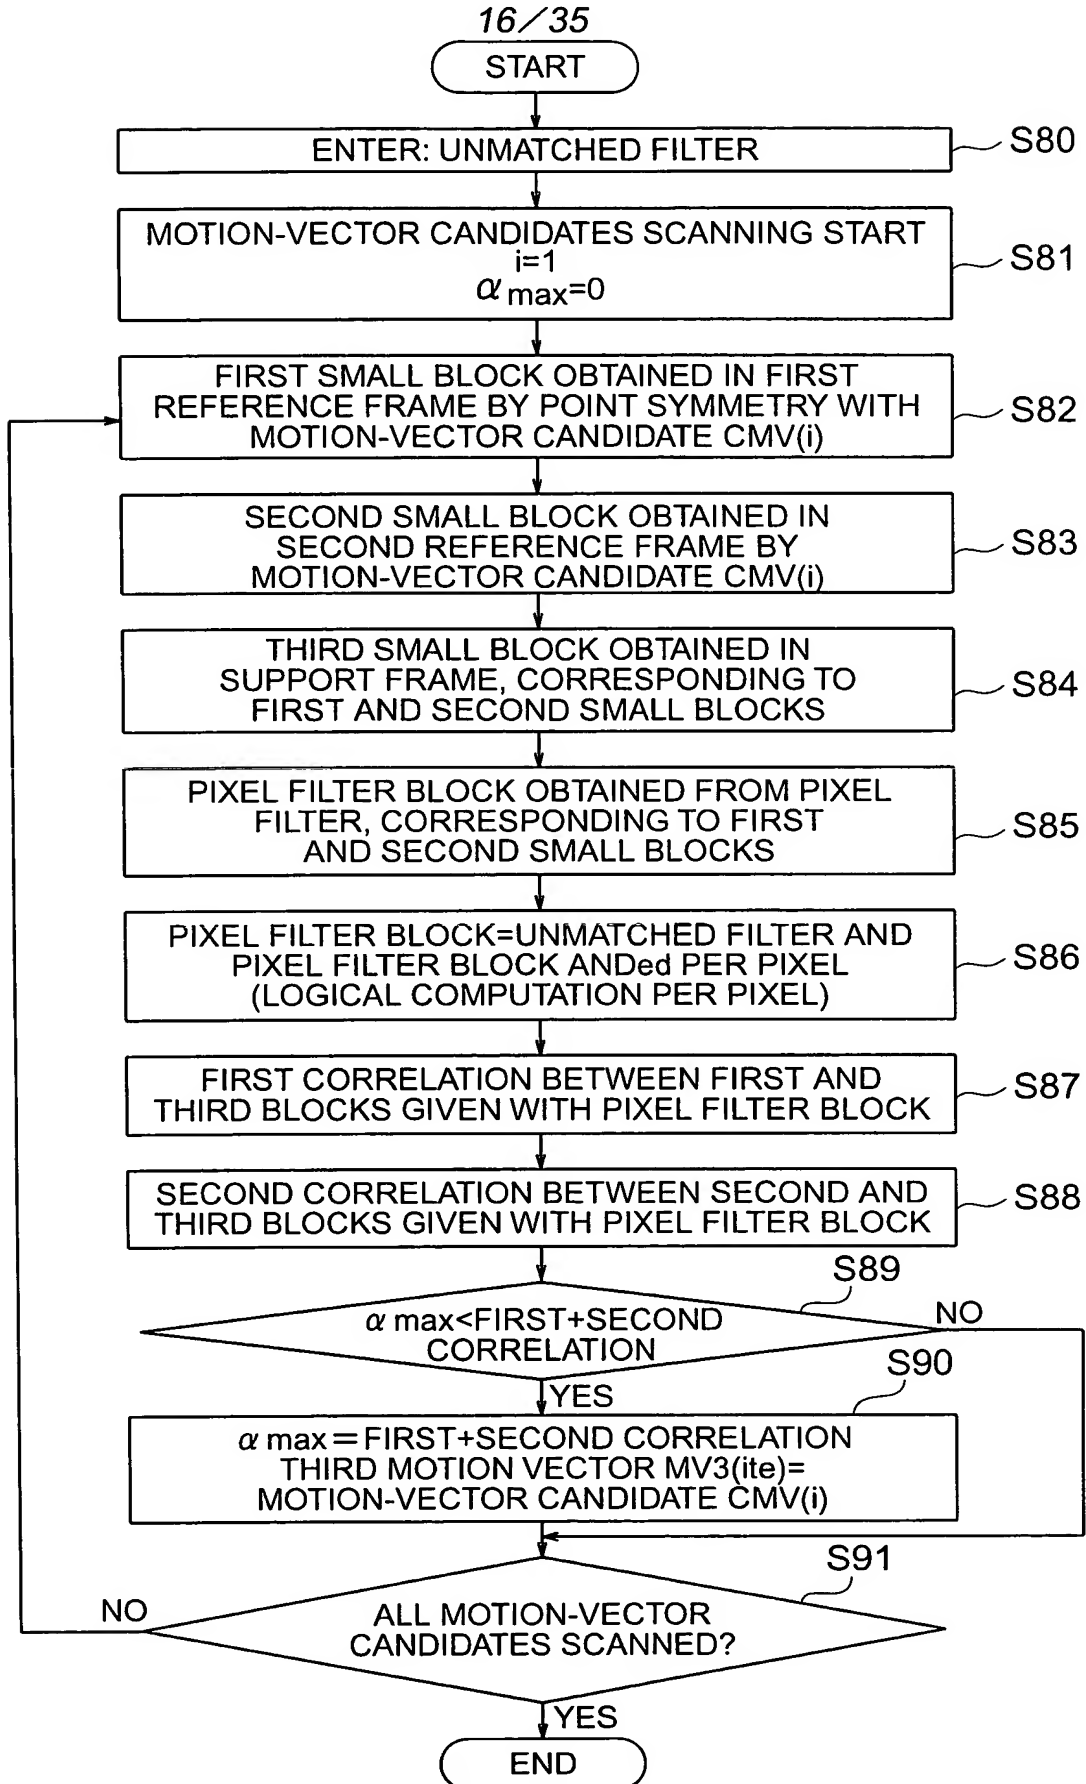 16/35
START
ENTER: UNMATCHED FILTER
S80
MOTION-VECTOR CANDIDATES SCANNING START
i=1
α max=0
S81
FIRST SMALL BLOCK OBTAINED IN FIRST
REFERENCE FRAME BY POINT SYMMETRY WITH
MOTION-VECTOR CANDIDATE CMV(i)
S82
SECOND SMALL BLOCK OBTAINED IN
SECOND REFERENCE FRAME BY
MOTION-VECTOR CANDIDATE CMV(i)
S83
THIRD SMALL BLOCK OBTAINED IN
SUPPORT FRAME, CORRESPONDING TO
FIRST AND SECOND SMALL BLOCKS
S84
PIXEL FILTER BLOCK OBTAINED FROM PIXEL
FILTER, CORRESPONDING TO FIRST
AND SECOND SMALL BLOCKS
S85
PIXEL FILTER BLOCK=UNMATCHED FILTER AND
PIXEL FILTER BLOCK ANDed PER PIXEL
(LOGICAL COMPUTATION PER PIXEL)
S86
FIRST CORRELATION BETWEEN FIRST AND
THIRD BLOCKS GIVEN WITH PIXEL FILTER BLOCK
S87
SECOND CORRELATION BETWEEN SECOND AND
THIRD BLOCKS GIVEN WITH PIXEL FILTER BLOCK
S88
S89
α max<FIRST+SECOND
CORRELATION
NO
YES
S90
α max=FIRST+SECOND CORRELATION
THIRD MOTION VECTOR MV3(ite)=
MOTION-VECTOR CANDIDATE CMV(i)
S91
NO
ALL MOTION-VECTOR
CANDIDATES SCANNED?
YES
END